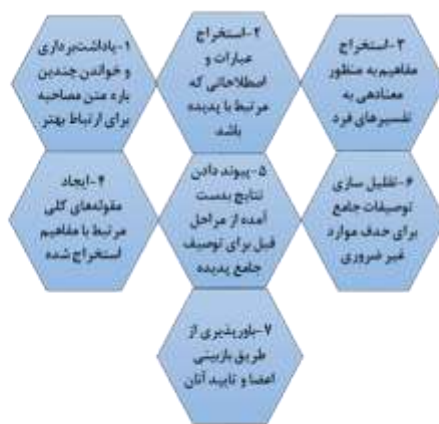 ۱-یاداشت‌برداری
و خواندن چندین
باره متن مصاحبه
برای ارتباط بهتر
۲-استخراج
عبارات و
اصطلاحاتی که
مرتبط با پدیده
باشد
۳-استخراج
مفاهیم به منظور
معنادهی به
تفسیرهای فرد
۴-ایجاد
مقوله‌های کلی
مرتبط با مفاهیم
استخراج شده
۵-پیوند دادن
نتایج بدست
آمده از مراحل
قبل برای توصیف
جامع پدیده
۶-تقلیل سازی
توصیفات جامع
برای حذف موارد
غیر ضروری
۷-باورپذیری از
طریق بازبینی
اعضا و تایید آنان